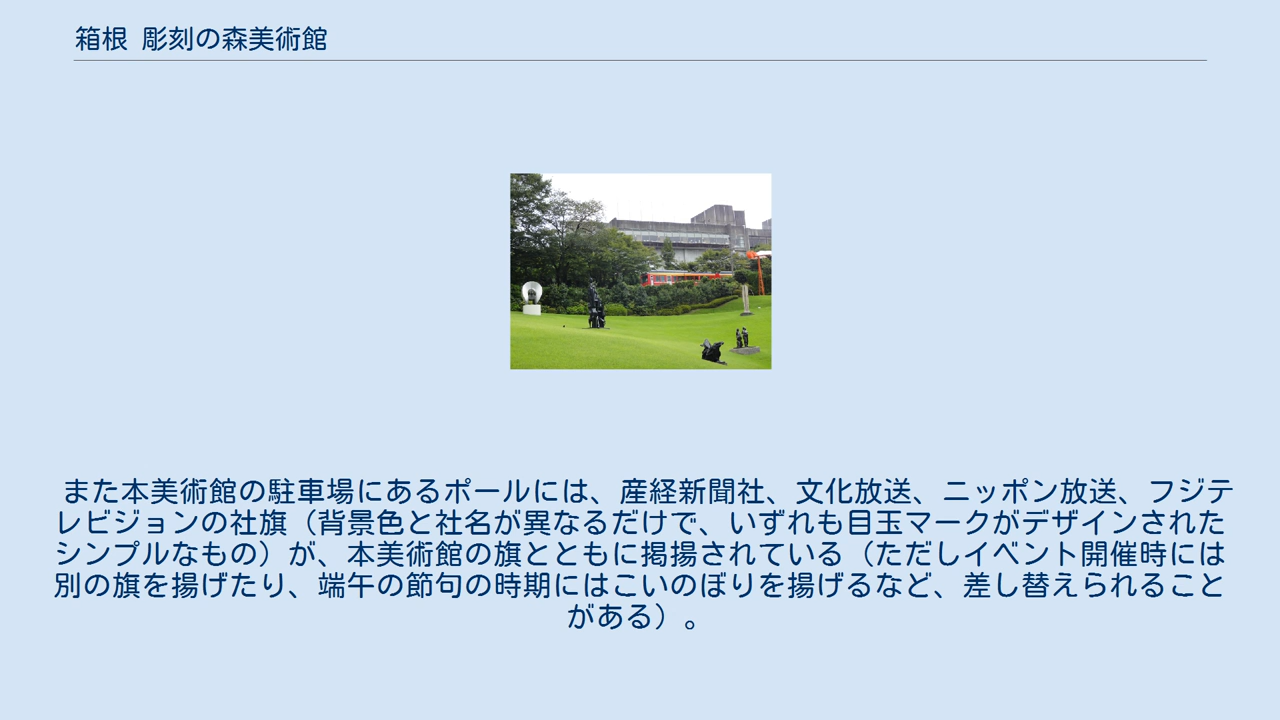 箱根 彫刻の森美術館
また本美術館の駐車場にあるポールには、産経新聞社、文化放送、ニッポン放送、フジテ
レビジョンの社旗（背景色と社名が異なるだけで、いずれも目玉マークがデザインされた
シンプルなもの）が、本美術館の旗とともに掲揚されている（ただしイベント開催時には
別の旗を揚げたり、端午の節句の時期にはこいのぼりを揚げるなど、差し替えられること
がある）。